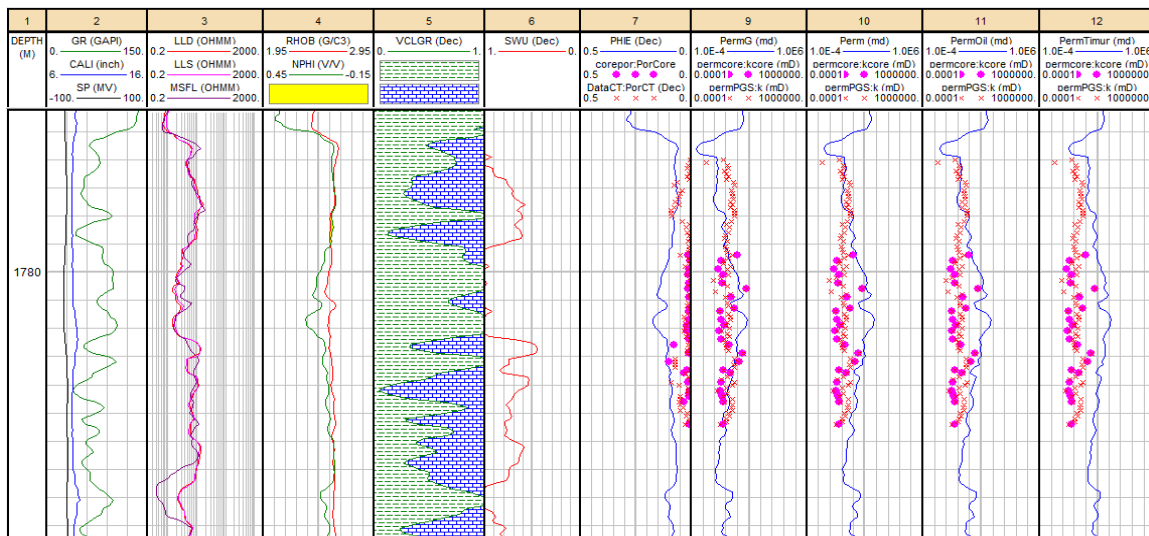 1 2 3 4 5 6 7 8 9 10 11 12
DEPTH GR (GAPI) LLD (OHMM) RHOB (G/C3) VCLGR (Dec) SWU (Dec) PHIE (Dec) PermG (md) Perm (md) PermOil (md) PermTimur (md)
(M) 0. 150. 0.2 2000. 1.95 2.95 0. 1. 1. 0. 0.5 0. 1.0E-4 1.0E6 1.0E-4 1.0E6 1.0E-4 1.0E6 1.0E-4 1.0E6
CALI (inch) LLS (OHMM) NPHI (V/V) corepor:PorCore permcore:kcore (mD) permcore:kcore (mD) permcore:kcore (mD) permcore:kcore (mD)
6. 16. 0.2 2000. 0.45 -0.15 0.5 0. 0.0001 1000000. 0.0001 1000000. 0.0001 1000000. 0.0001 1000000.
SP (MV) MSFL (OHMM) DataCT:PorCT (Dec) permPGS:k (mD) permPGS:k (mD) permPGS:k (mD) permPGS:k (mD)
-100. 100. 0.2 2000. 0.5 0. 0.0001 1000000. 0.0001 1000000. 0.0001 1000000. 0.0001 1000000.
1780